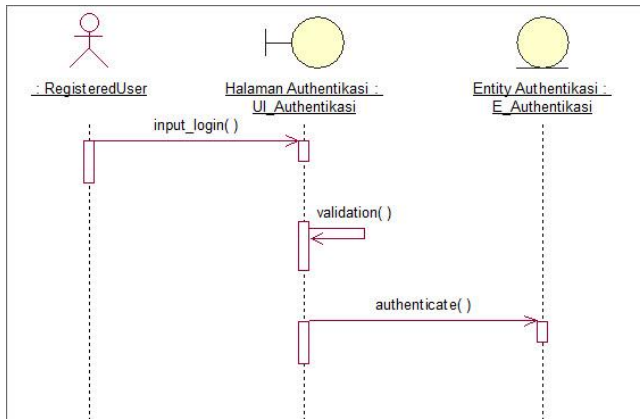 : RegisteredUser
Halaman Authentikasi :
UI_Authentikasi
Entity Authentikasi :
E_Authentikasi
input_login( )
validation( )
authenticate( )